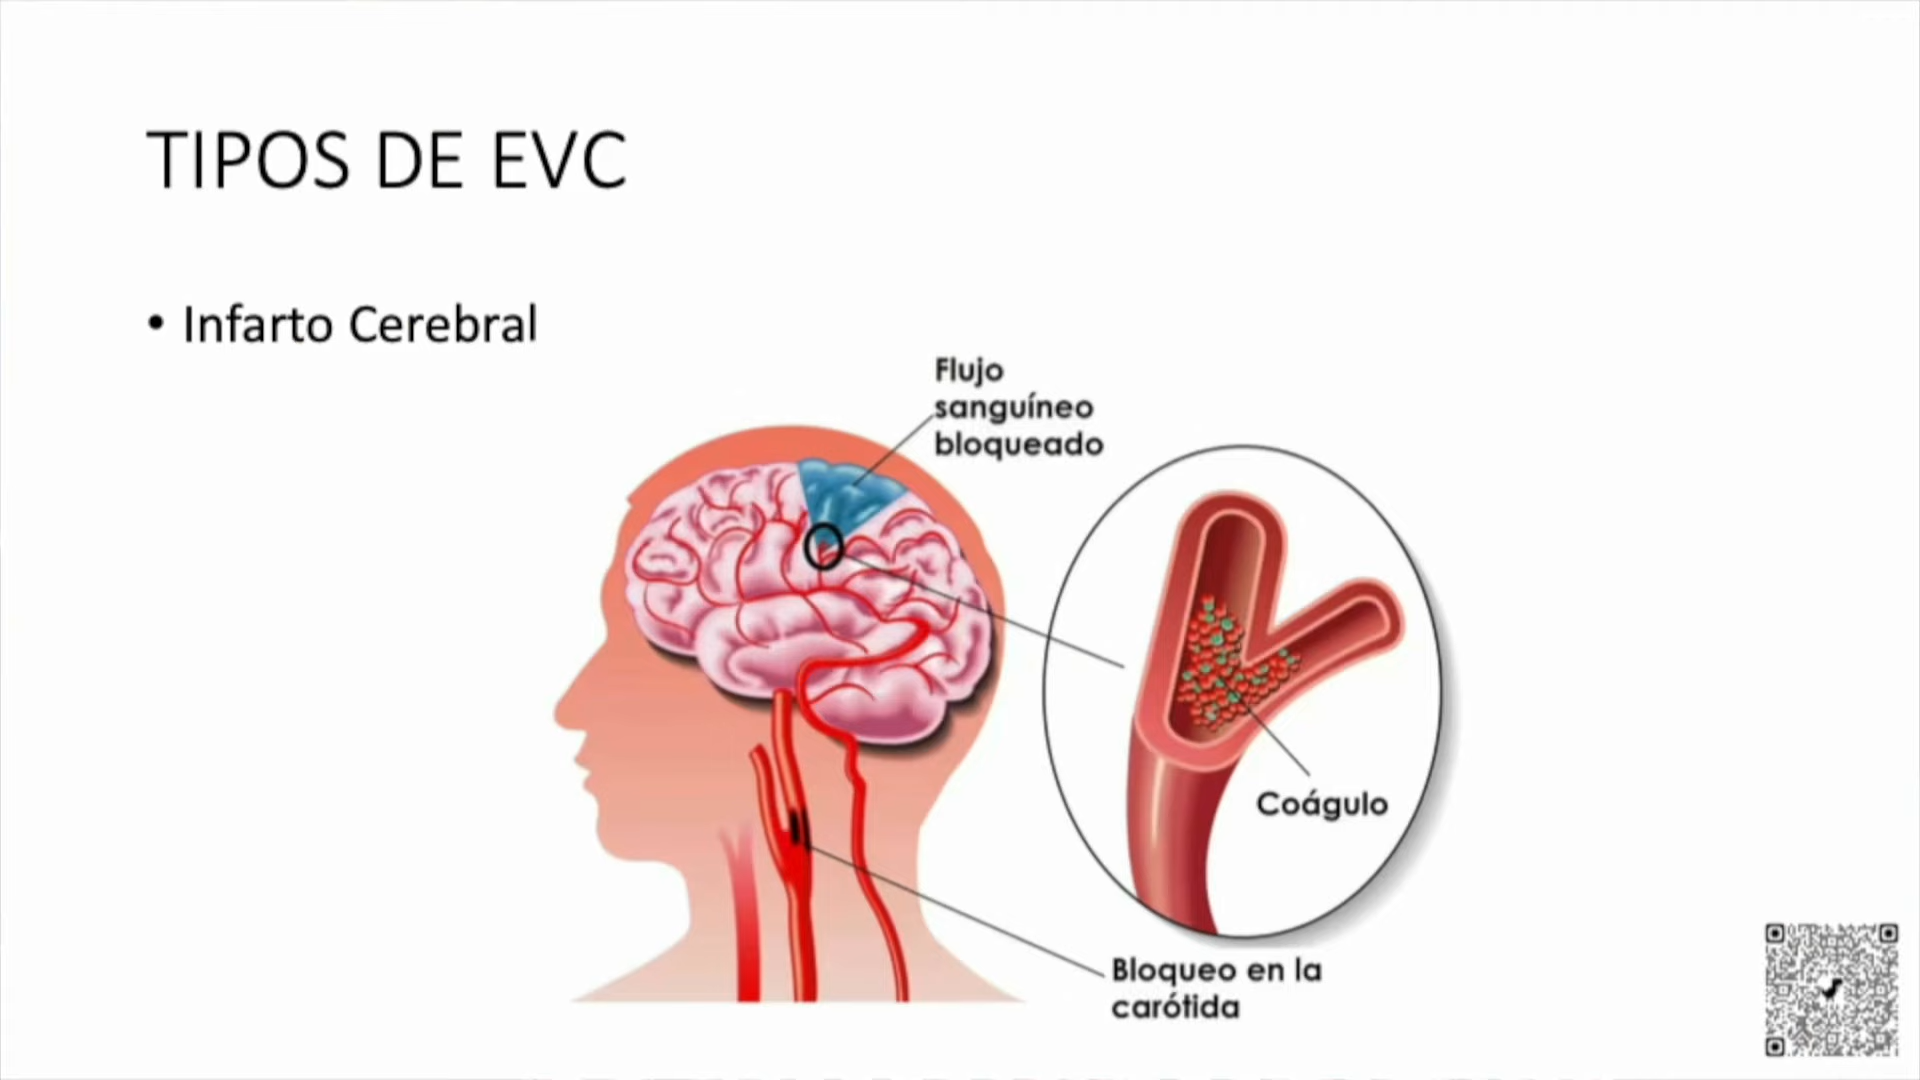 TIPOS DE EVC
• Infarto Cerebral
Flujo
sanguíneo
bloqueado
Coágulo
Bloqueo en la
carótida